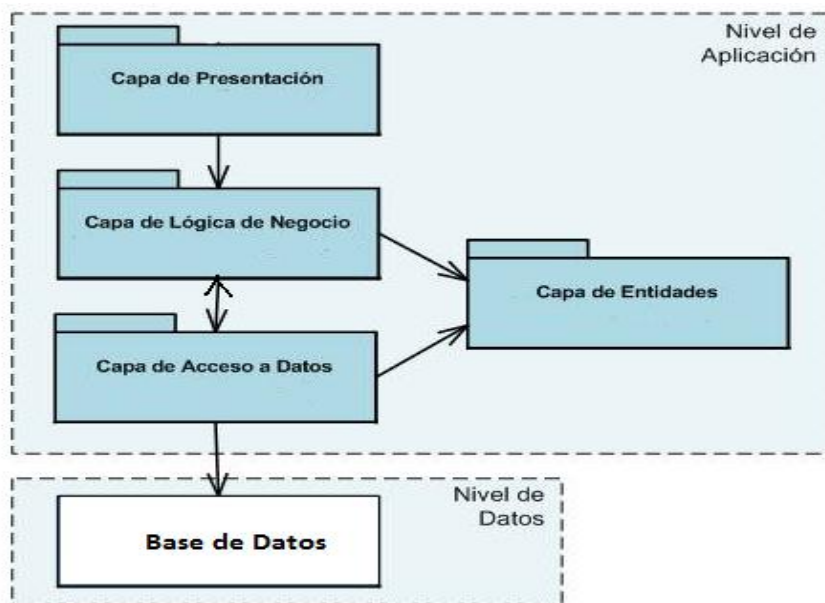 Nivel de
Aplicación
Capa de Presentación
Capa de Lógica de Negocio
Capa de Entidades
Capa de Acceso a Datos
Nivel de
Datos
Base de Datos